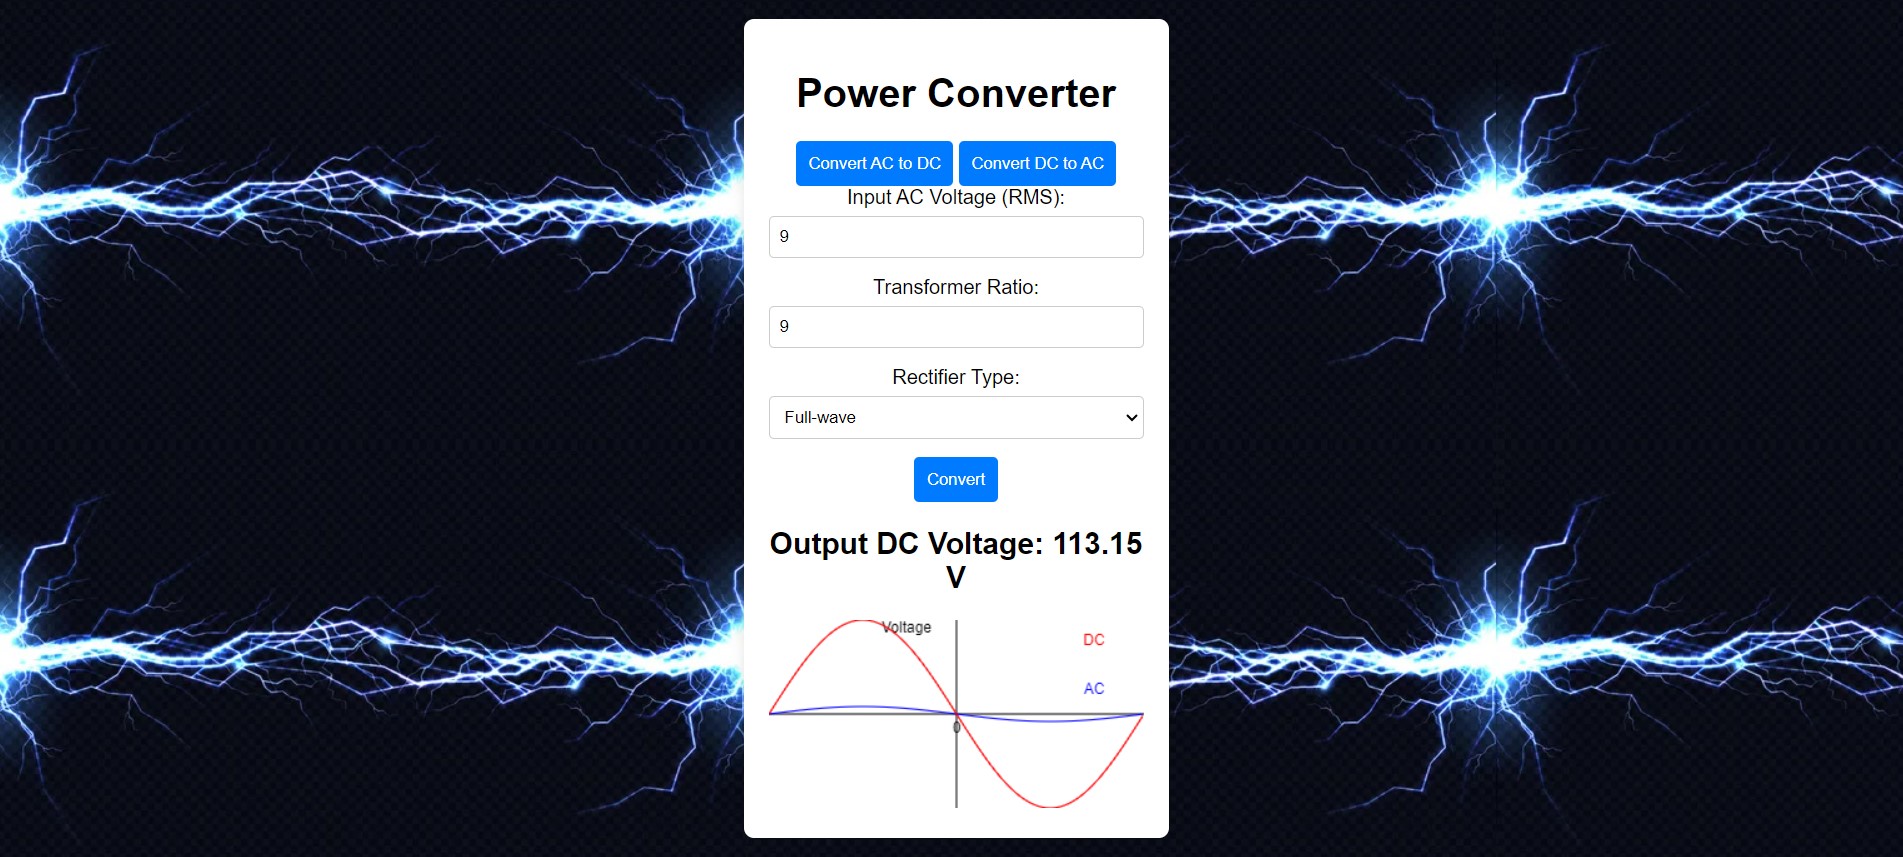 Power Converter
Convert AC to DC Convert DC to AC
Input AC Voltage (RMS):
9
Transformer Ratio:
9
Rectifier Type:
Full-wave
Convert
Output DC Voltage: 113.15
V
Voltage
DC
AC
0